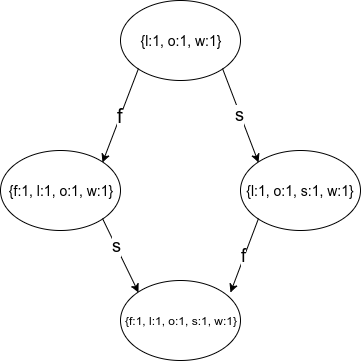 {l:1, o:1, w:1}
f
s
{f:1, l:1, o:1, w:1}
{l:1, o:1, s:1, w:1}
s
f
{f:1, l:1, o:1, s:1, w:1}